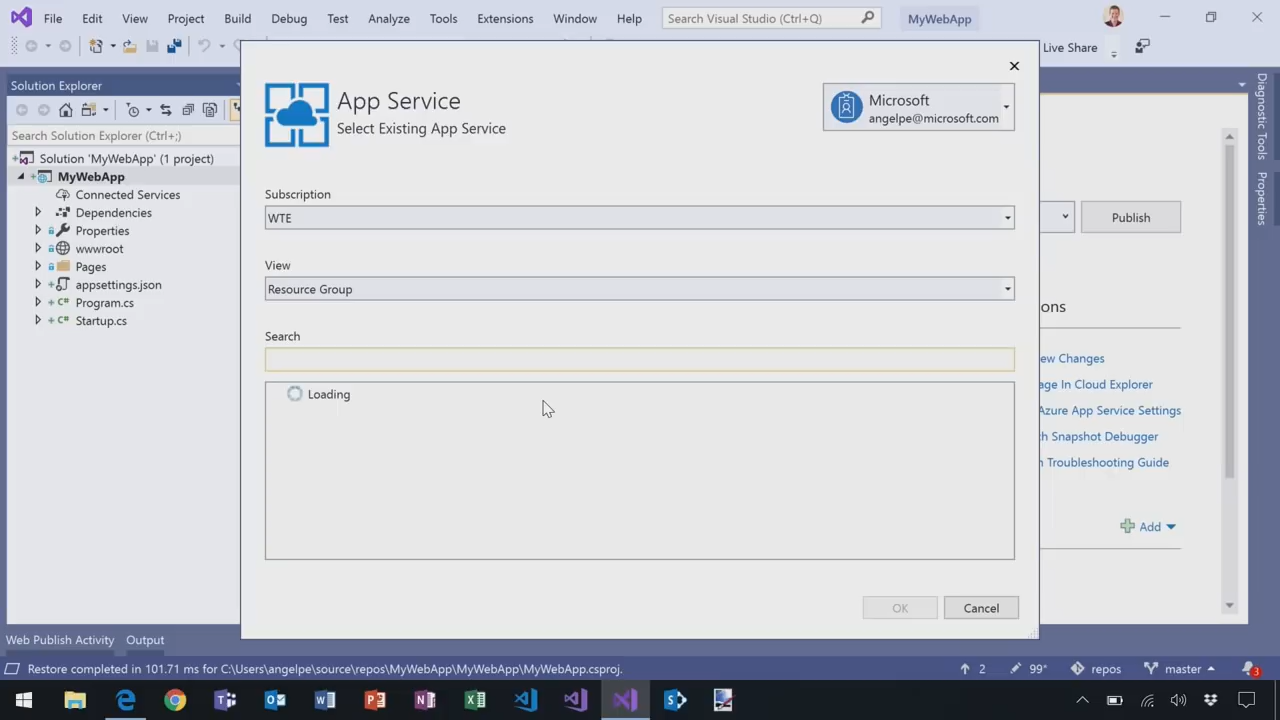 File Edit View Project Build Debug Test Analyze Tools Extensions Window Help Search Visual Studio (Ctrl+Q) MyWebApp
Live Share
Solution Explorer
Search Solution Explorer (Ctrl+;)
Solution 'MyWebApp' (1 project)
MyWebApp
Connected Services
Dependencies
Properties
wwwroot
Pages
appsettings.json
C# Program.cs
C# Startup.cs
App Service
Select Existing App Service
Microsoft
angelpe@microsoft.com
Subscription
WTE
View
Resource Group
Search
Loading
OK Cancel
Publish
ons
ew Changes
age In Cloud Explorer
Azure App Service Settings
h Snapshot Debugger
n Troubleshooting Guide
Add
Diagnostic Tools
Properties
Web Publish Activity Output
Restore completed in 101.71 ms for C:\Users\angelpe\source\repos\MyWebApp\MyWebApp\MyWebApp.csproj. 2 99* repos master 3